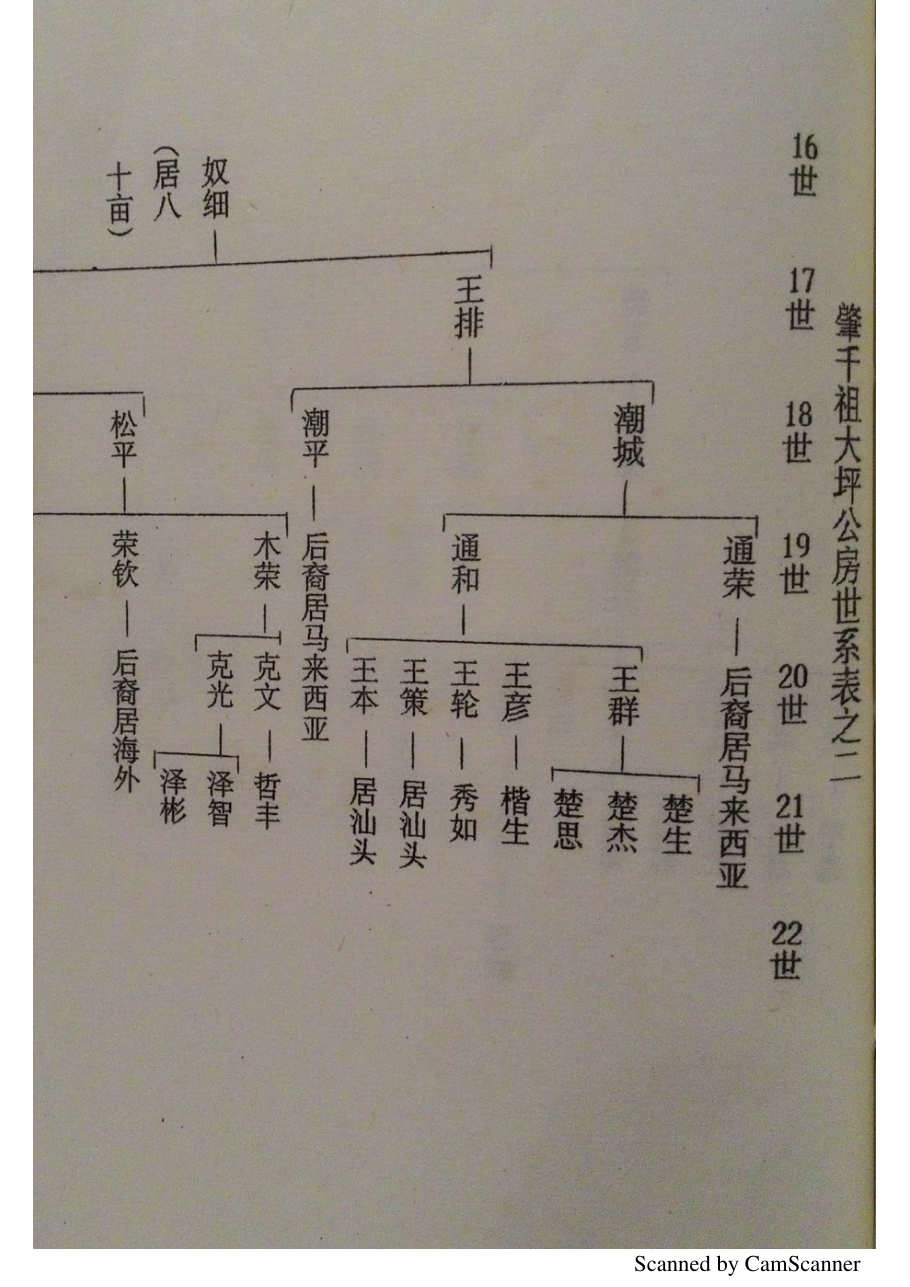 肇千祖大坪公房世系表之二
16世
17世
18世
19世
20世
21世
22世
奴细
(居八
十亩)
王排
潮城
潮平
后裔居马来西亚
松平
通荣
后裔居马来西亚
通和
木荣
荣钦
后裔居海外
王群
王彦
王轮
王策
王本
克文
克光
楚生
楚杰
楚思
楷生
秀如
居汕头
居汕头
哲丰
泽智
泽彬
Scanned by CamScanner